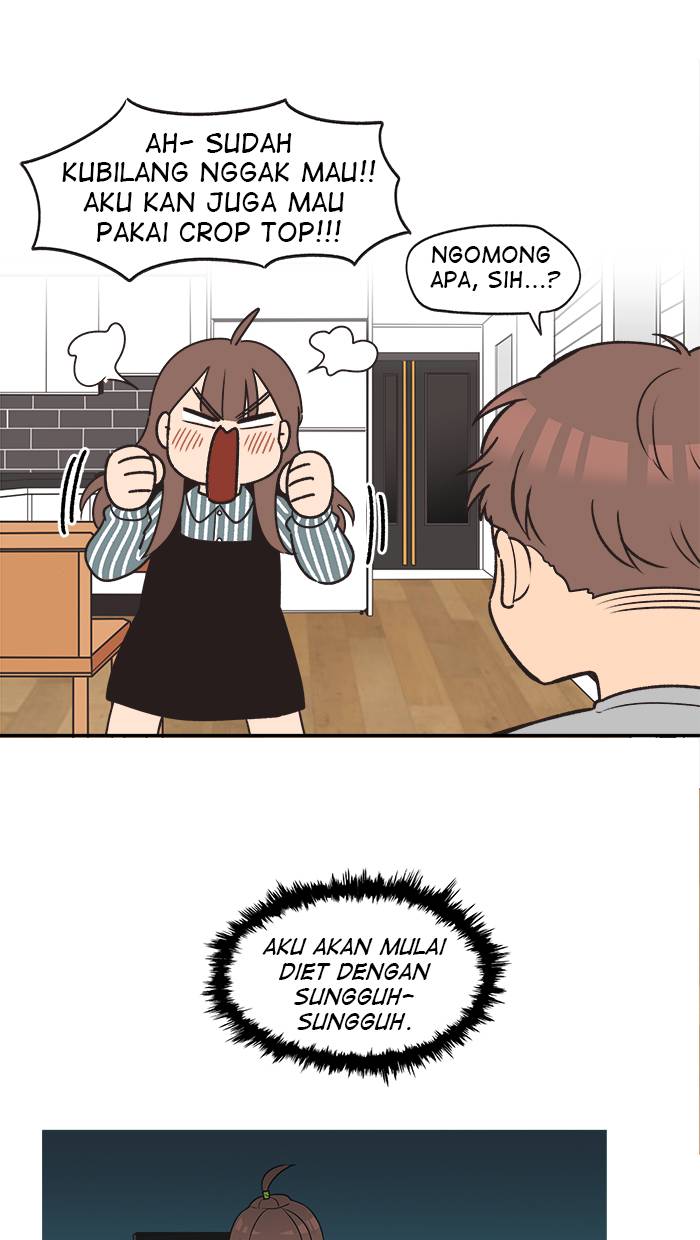 AH- SUDAH
KUBILANG NGGAK MAU!!
AKU KAN JUGA MAU
PAKAI CROP TOP!!!
NGOMONG
APA, SIH...?
AKU AKAN MULAI
DIET DENGAN
SUNGGUH-
SUNGGUH.